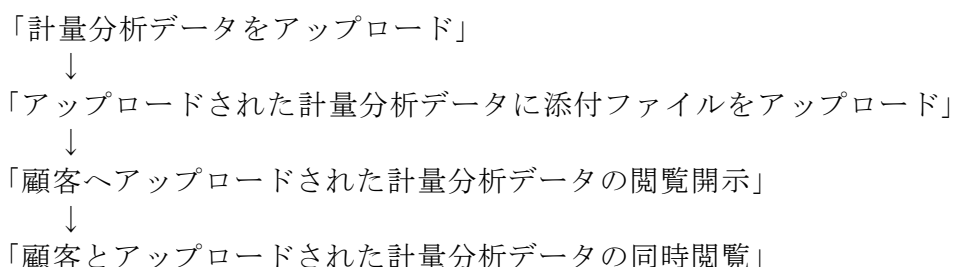 「計量分析データをアップロード」
↓
「アップロードされた計量分析データに添付ファイルをアップロード」
↓
「顧客へアップロードされた計量分析データの閲覧開示」
↓
「顧客とアップロードされた計量分析データの同時閲覧」